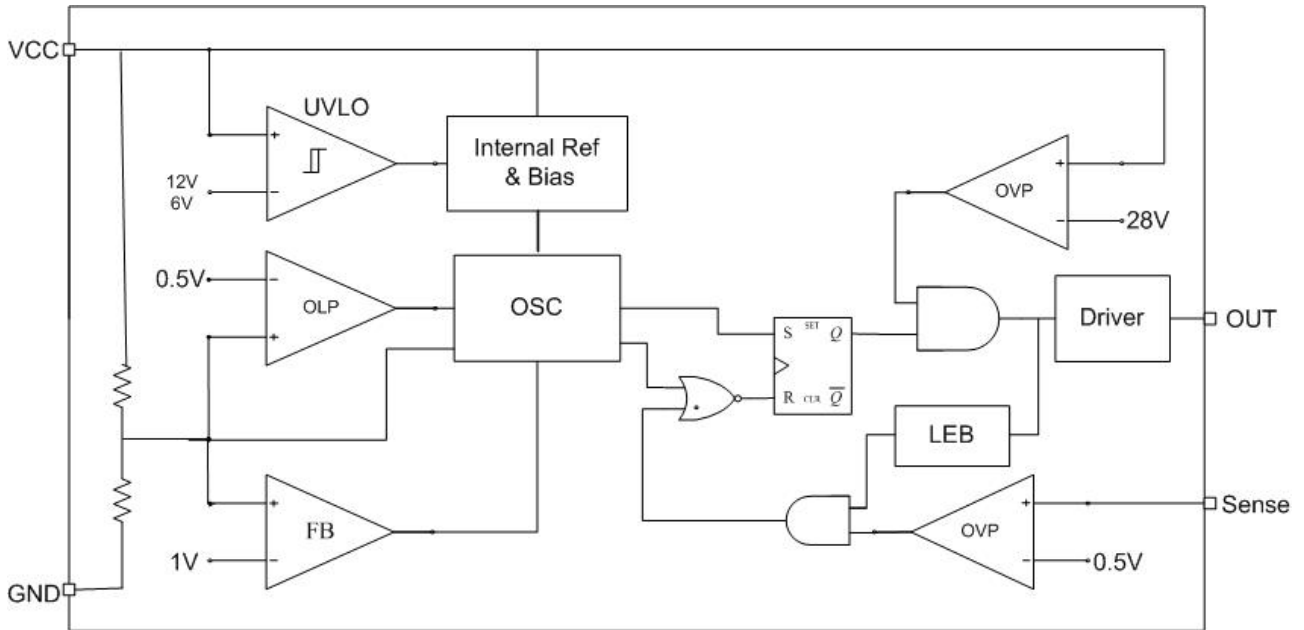 VCC
UVLO
+
-
12V
6V
Internal Ref
& Bias
+
-
OVP
28V
0.5V
-
+
OLP
OSC
S SET Q
R CLR Q̅
Driver
OUT
LEB
+
-
FB
1V
+
-
OVP
0.5V
Sense
GND